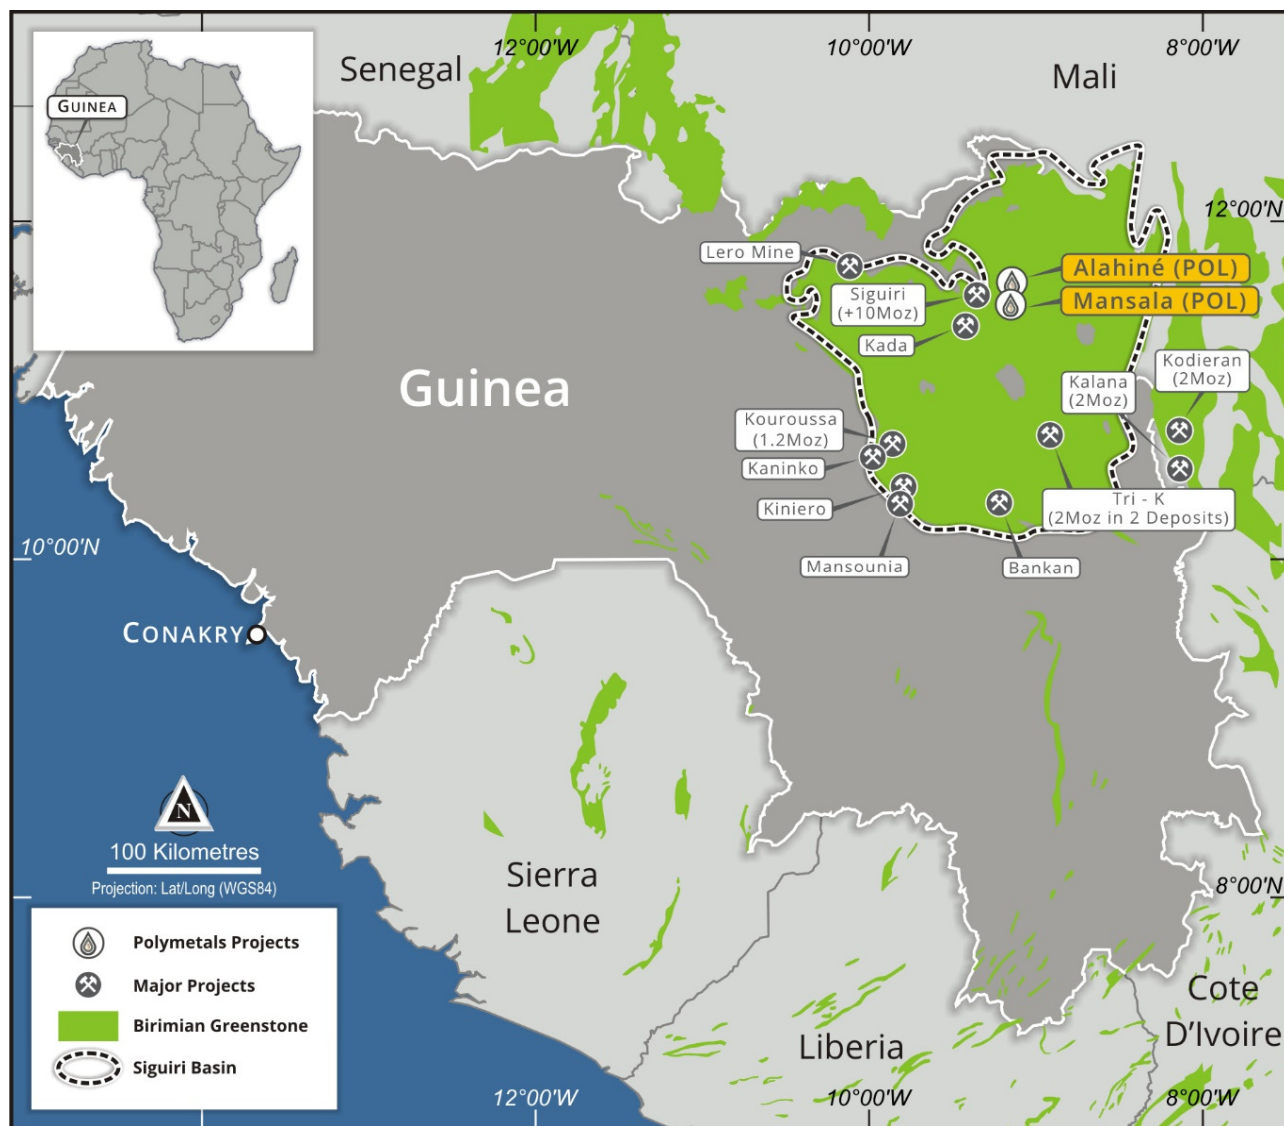 12°00'W
10°00'W
8°00'W
Senegal
Mali
GUINEA
12°00'N
Lero Mine
Alahiné (POL)
Siguiri
(+10Moz)
Mansala (POL)
Kada
Kodieran
(2Moz)
Kalana
(2Moz)
Guinea
Kouroussa
(1.2Moz)
Kaninko
Kiniero
Tri - K
(2Moz in 2 Deposits)
10°00'N
Mansounia
Bankan
CONAKRY
N
100 Kilometres
Projection: Lat/Long (WGS84)
Sierra
Leone
8°00'N
Polymetals Projects
Major Projects
Birimian Greenstone
Siguiri Basin
Cote
D'Ivoire
Liberia
12°00'W
10°00'W
8°00'W